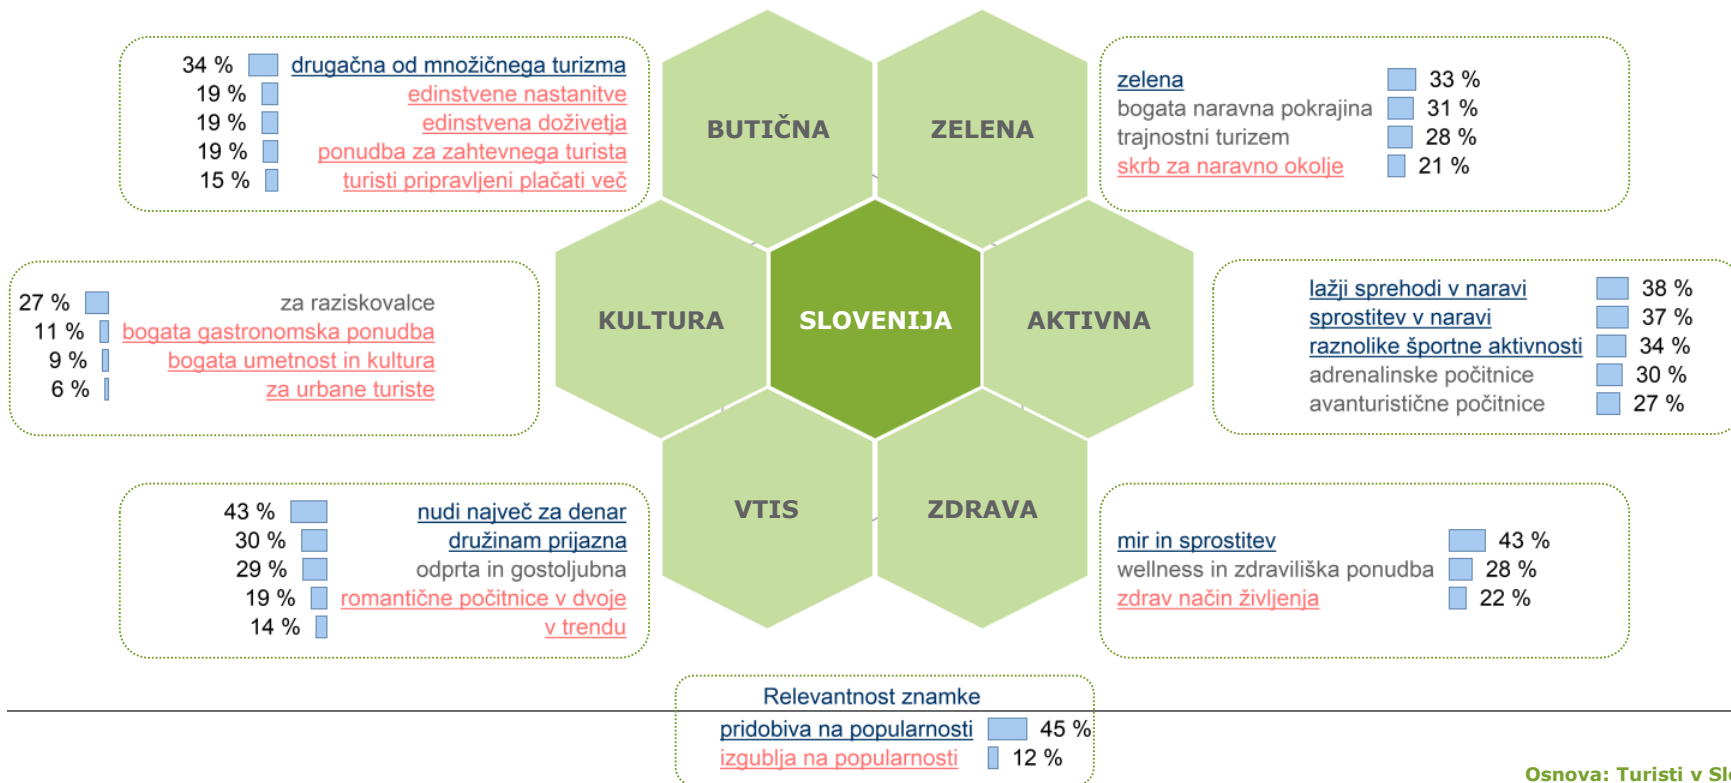 34 % drugačna od množičnega turizma
19 % edinstvene nastanitve
19 % edinstvena doživetja
19 % ponudba za zahtevnega turista
15 % turisti pripravljeni plačati več
BUTIČNA
ZELENA
zelena 33 %
bogata naravna pokrajina 31 %
trajnostni turizem 28 %
skrb za naravno okolje 21 %
27 % za raziskovalce
11 % bogata gastronomska ponudba
9 % bogata umetnost in kultura
6 % za urbane turiste
KULTURA
SLOVENIJA
AKTIVNA
lažji sprehodi v naravi 38 %
sprostitev v naravi 37 %
raznolike športne aktivnosti 34 %
adrenalinske počitnice 30 %
avanturistične počitnice 27 %
43 % nudi največ za denar
30 % družinam prijazna
29 % odprta in gostoljubna
19 % romantične počitnice v dvoje
14 % v trendu
VTIS
ZDRAVA
mir in sprostitev 43 %
wellness in zdraviliška ponudba 28 %
zdrav način življenja 22 %
Relevantnost znamke
pridobiva na popularnosti 45 %
izgublja na popularnosti 12 %
Osnova: Turisti v